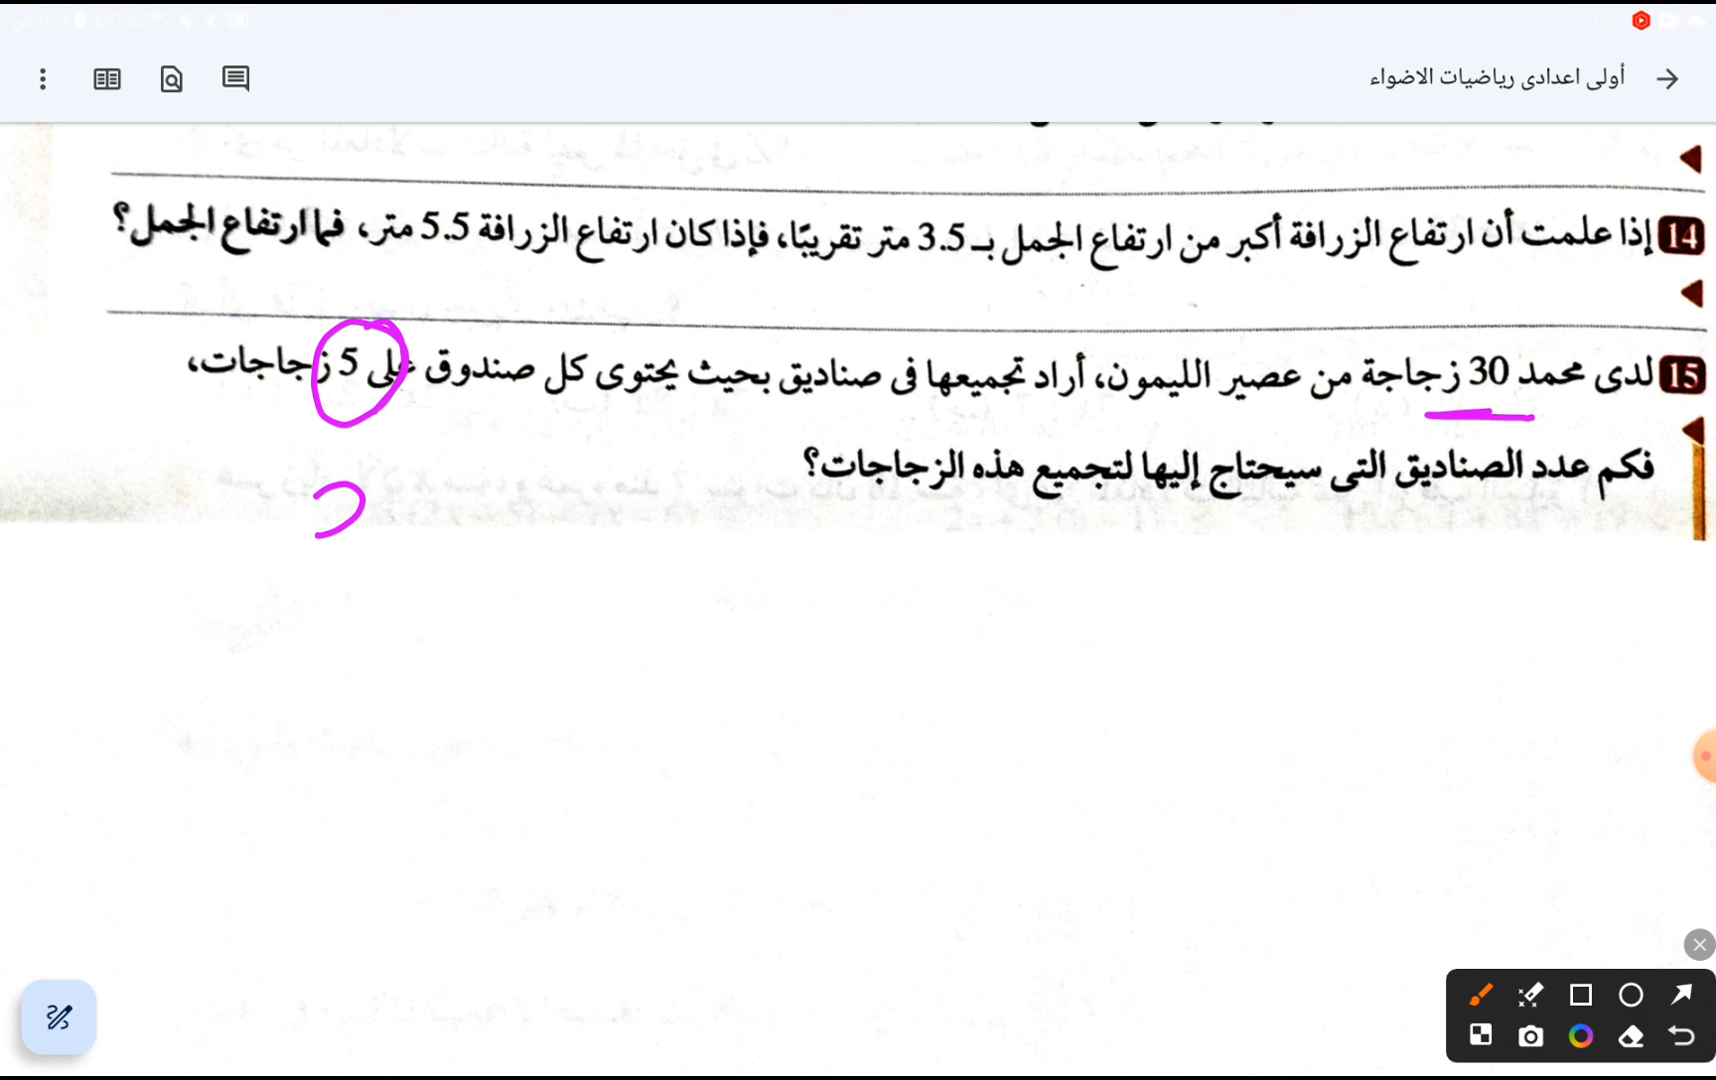 أولى اعدادى رياضيات الاضواء
14 إذا علمت أن ارتفاع الزرافة أكبر من ارتفاع الجمل بـ 3.5 متر تقريبًا، فإذا كان ارتفاع الزرافة 5.5 متر، فما ارتفاع الجمل؟
15 لدى محمد 30 زجاجة من عصير الليمون، أراد تجميعها فى صناديق بحيث يحتوى كل صندوق على 5 زجاجات،
فكم عدد الصناديق التى سيحتاج إليها لتجميع هذه الزجاجات؟